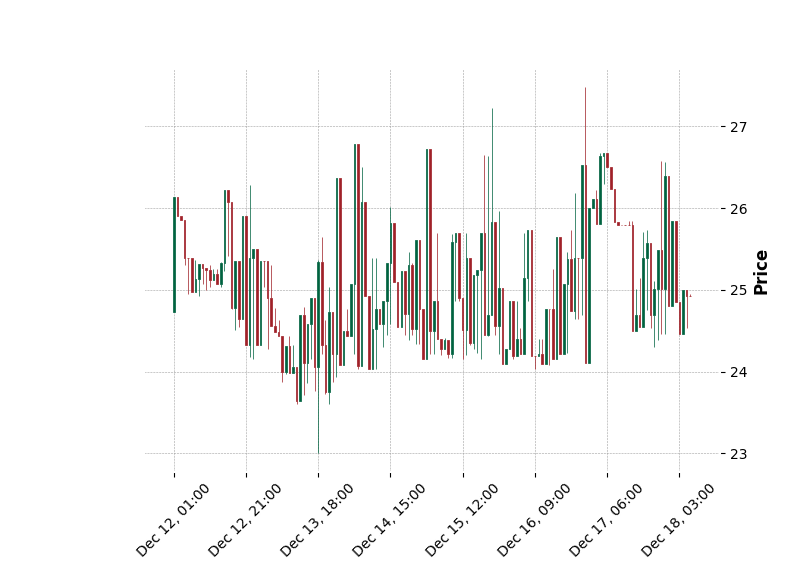 27
26
25
24
23
Price
Dec 12, 01:00
Dec 12, 21:00
Dec 13, 18:00
Dec 14, 15:00
Dec 15, 12:00
Dec 16, 09:00
Dec 17, 06:00
Dec 18, 03:00